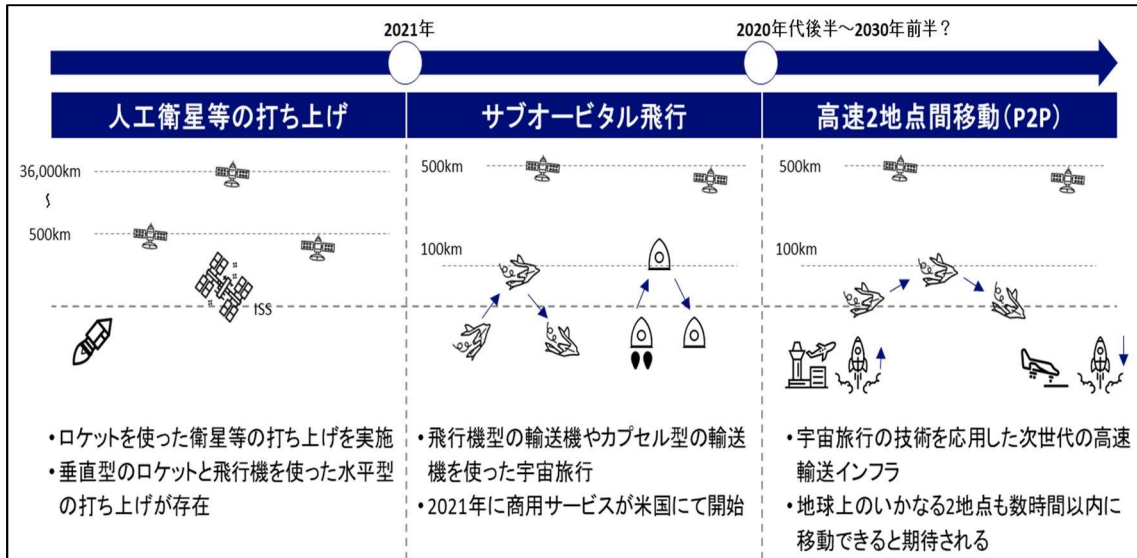 2021年
2020年代後半～2030年前半？
人工衛星等の打ち上げ
36,000km
500km
ISS
・ロケットを使った衛星等の打ち上げを実施
・垂直型のロケットと飛行機を使った水平型
の打ち上げが存在
サブオービタル飛行
500km
100km
・飛行機型の輸送機やカプセル型の輸送
機を使った宇宙旅行
・2021年に商用サービスが米国にて開始
高速2地点間移動（P2P）
500km
100km
・宇宙旅行の技術を応用した次世代の高速
輸送インフラ
・地球上のいかなる2地点も数時間以内に
移動できると期待される